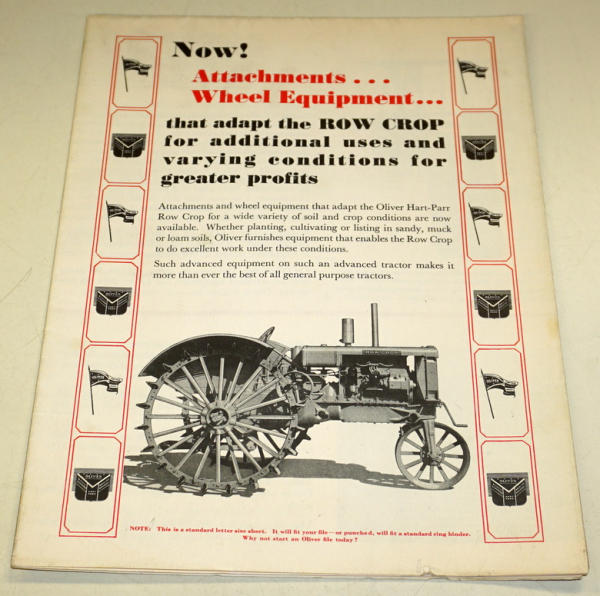 Now!
Attachments...
Wheel Equipment...
that adapt the ROW CROP
for additional uses and
varying conditions for
greater profits
Attachments and wheel equipment that adapt the Oliver Hart-Parr
Row Crop for a wide variety of soil and crop conditions are now
available. Whether planting, cultivating or listing in sandy, muck
or loam soils, Oliver furnishes equipment that enables the Row Crop
to do excellent work under these conditions.
Such advanced equipment on such an advanced tractor makes it
more than ever the best of all general purpose tractors.
ROW CROP
OLIVER
OLIVER
OLIVER
NOTE: This is a standard letter size sheet. It will fit your file—or punched, will fit a standard ring binder.
Why not start an Oliver file today?